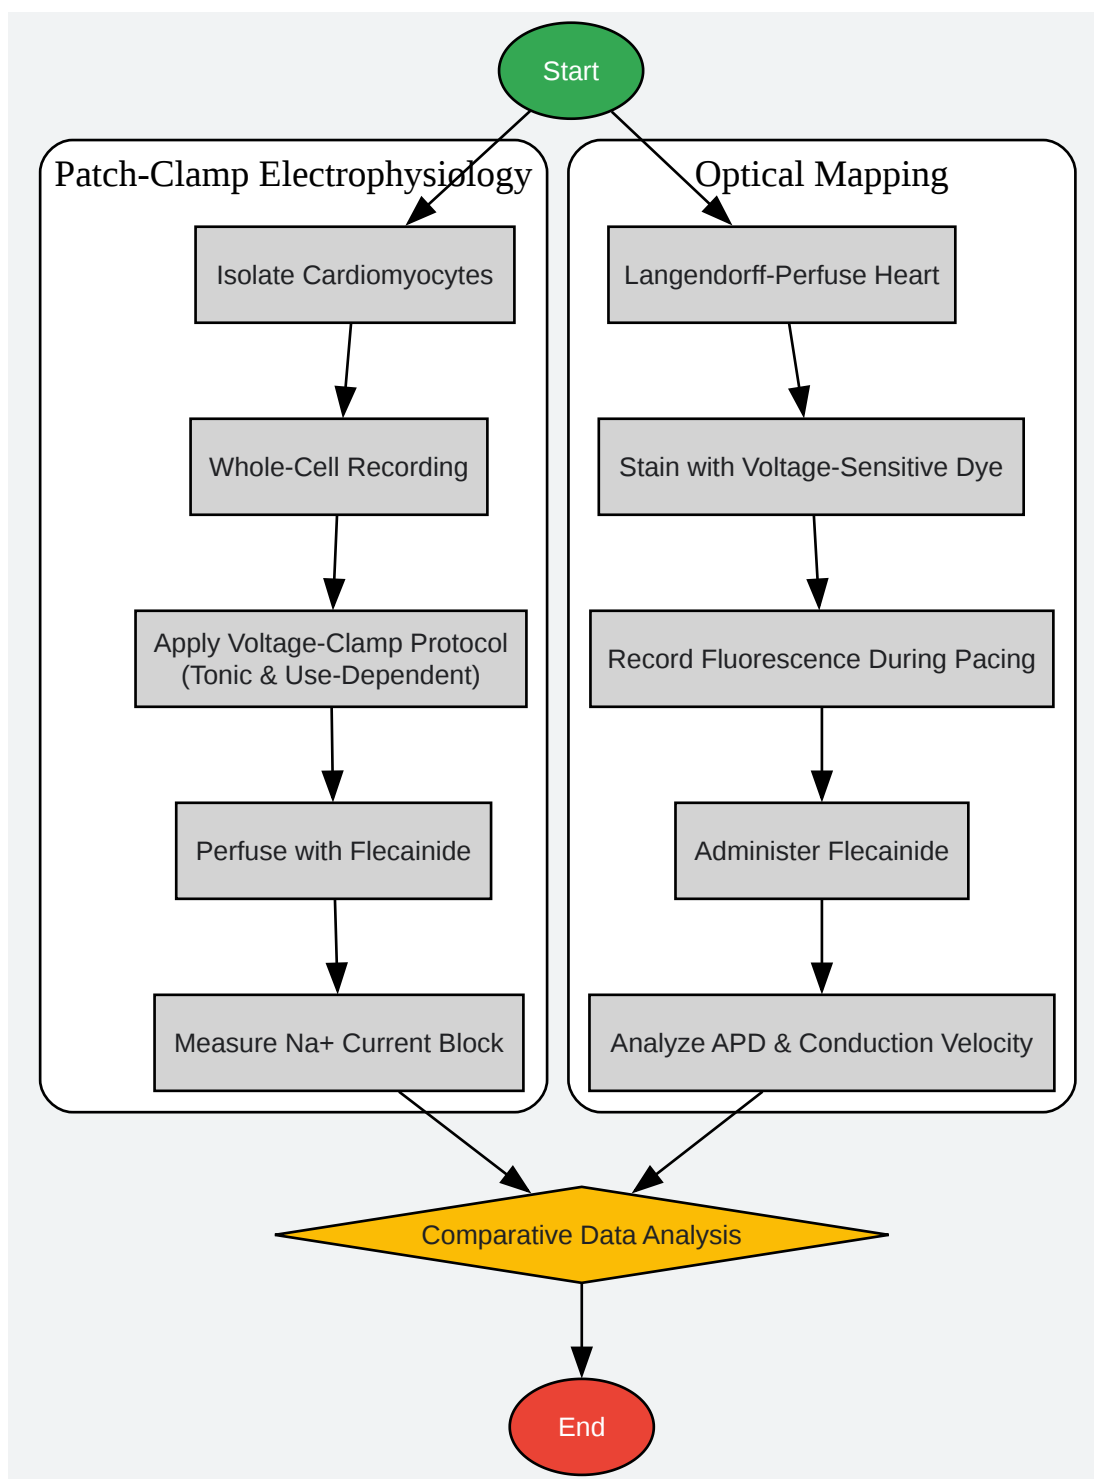 Start
Patch-Clamp Electrophysiology
Isolate Cardiomyocytes
Whole-Cell Recording
Apply Voltage-Clamp Protocol
(Tonic & Use-Dependent)
Perfuse with Flecainide
Measure Na+ Current Block
Optical Mapping
Langendorff-Perfuse Heart
Stain with Voltage-Sensitive Dye
Record Fluorescence During Pacing
Administer Flecainide
Analyze APD & Conduction Velocity
Comparative Data Analysis
End